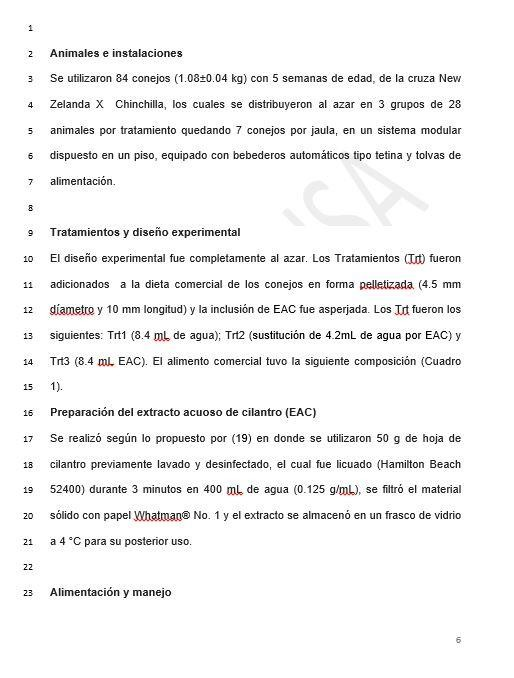 1
2 Animales e instalaciones
3 Se utilizaron 84 conejos (1.08±0.04 kg) con 5 semanas de edad, de la cruza New
4 Zelanda X Chinchilla, los cuales se distribuyeron al azar en 3 grupos de 28
5 animales por tratamiento quedando 7 conejos por jaula, en un sistema modular
6 dispuesto en un piso, equipado con bebederos automáticos tipo tetina y tolvas de
7 alimentación.
8
9 Tratamientos y diseño experimental
10 El diseño experimental fue completamente al azar. Los Tratamientos (Trt) fueron
11 adicionados a la dieta comercial de los conejos en forma pelletizada (4.5 mm
12 díametro y 10 mm longitud) y la inclusión de EAC fue asperjada. Los Trt fueron los
13 siguientes: Trt1 (8.4 mL de agua); Trt2 (sustitución de 4.2mL de agua por EAC) y
14 Trt3 (8.4 mL EAC). El alimento comercial tuvo la siguiente composición (Cuadro
15 1).
16 Preparación del extracto acuoso de cilantro (EAC)
17 Se realizó según lo propuesto por (19) en donde se utilizaron 50 g de hoja de
18 cilantro previamente lavado y desinfectado, el cual fue licuado (Hamilton Beach
19 52400) durante 3 minutos en 400 mL de agua (0.125 g/mL), se filtró el material
20 sólido con papel Whatman® No. 1 y el extracto se almacenó en un frasco de vidrio
21 a 4 °C para su posterior uso.
22
23 Alimentación y manejo
6